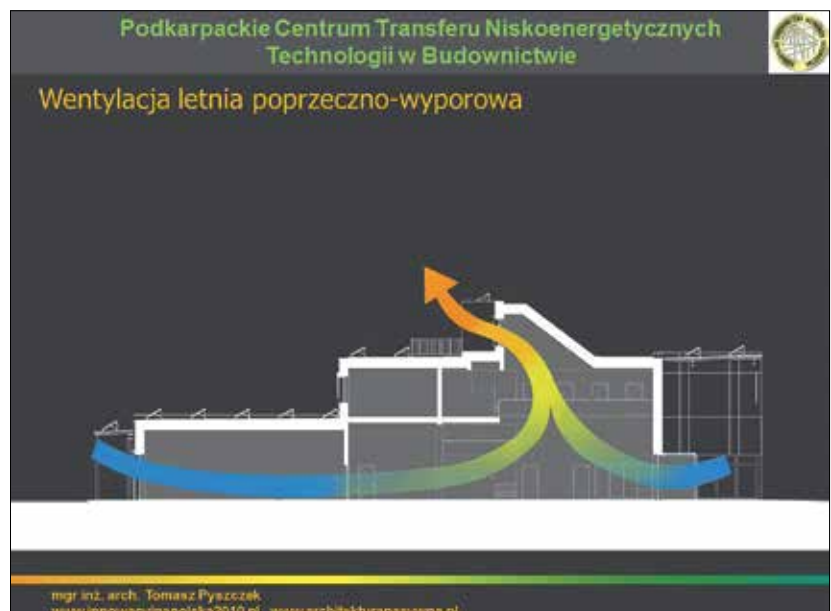 Podkarpackie Centrum Transferu Niskoenergetycznych
Technologii w Budownictwie
Wentylacja letnia poprzeczno-wyporowa
mgr inż. arch. Tomasz Pyszczek